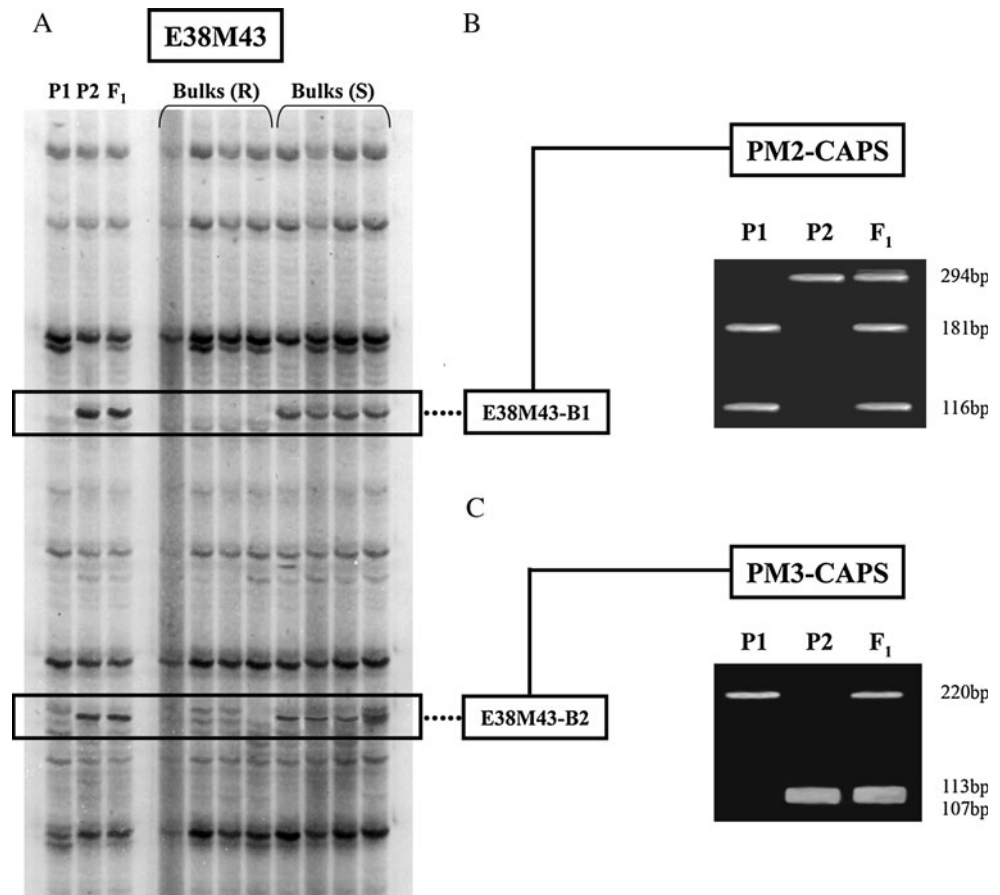 A
E38M43
P1 P2 F₁
Bulks (R) Bulks (S)
E38M43-B1
E38M43-B2
B
PM2-CAPS
P1 P2 F₁
294bp
181bp
116bp
C
PM3-CAPS
P1 P2 F₁
220bp
113bp
107bp